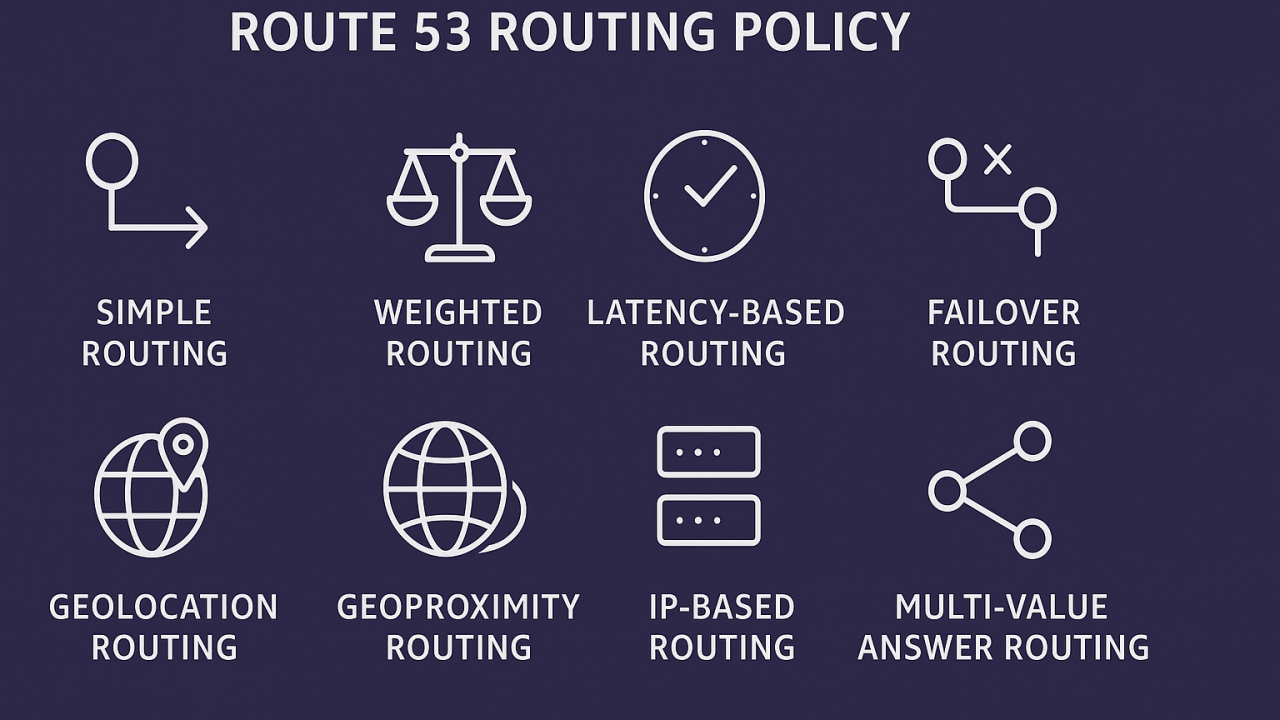 ROUTE 53 ROUTING POLICY
SIMPLE
ROUTING
WEIGHTED
ROUTING
LATENCY-BASED
ROUTING
FAILOVER
ROUTING
GEOLOCATION
ROUTING
GEOPROXIMITY
ROUTING
IP-BASED
ROUTING
MULTI-VALUE
ANSWER ROUTING